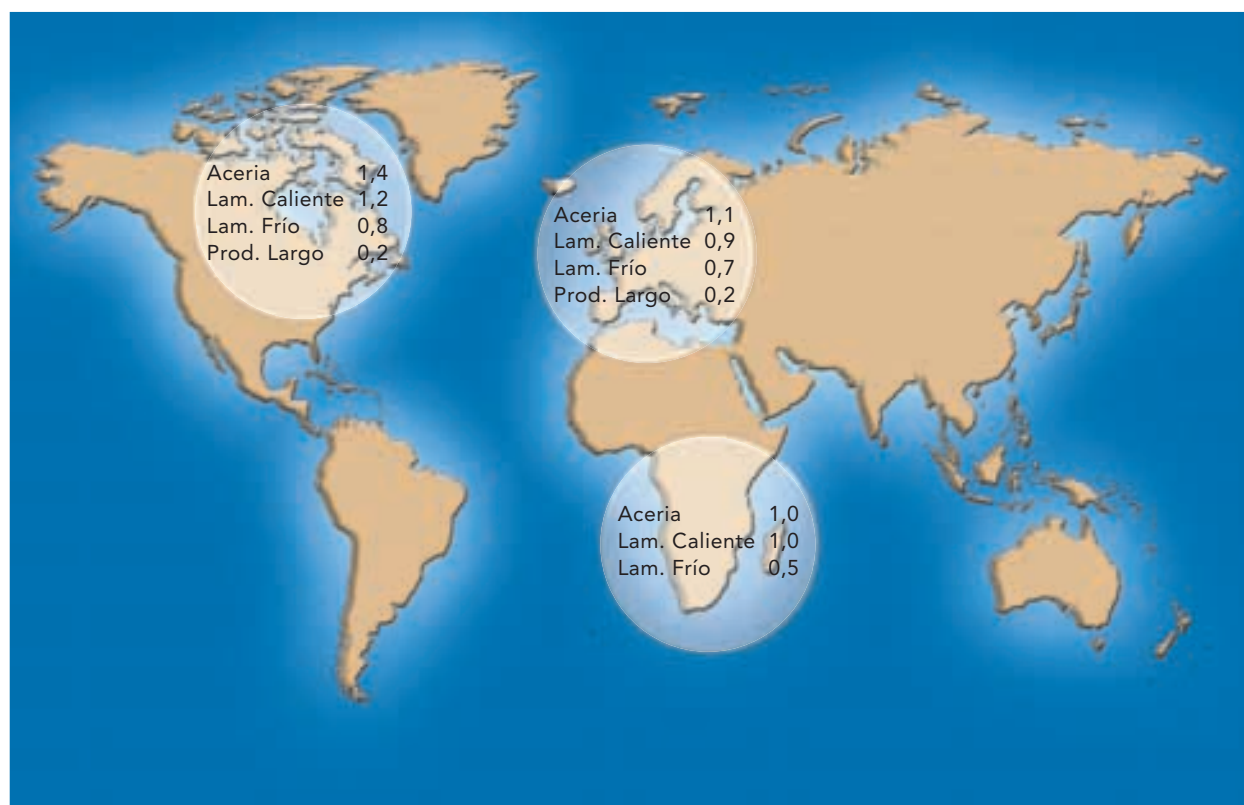 Aceria 1,4
Lam. Caliente 1,2
Lam. Frío 0,8
Prod. Largo 0,2
Aceria 1,1
Lam. Caliente 0,9
Lam. Frío 0,7
Prod. Largo 0,2
Aceria 1,0
Lam. Caliente 1,0
Lam. Frío 0,5